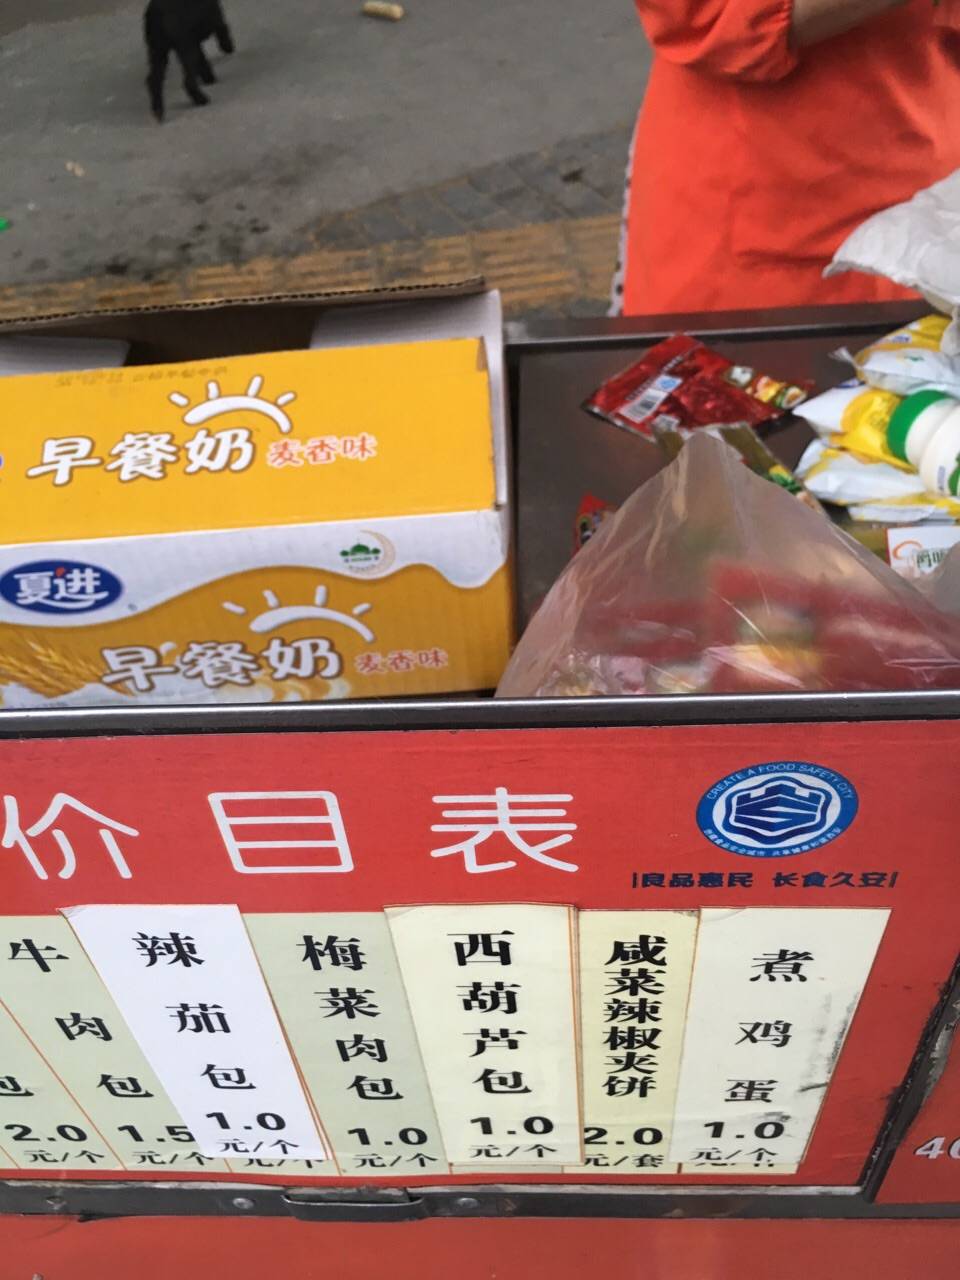 早餐奶 麦香味
夏进
早餐奶 麦香味
价目表
CREATE A FOOD SAFETY CITY
良品惠民 长食久安
包
2.0
元/个
牛肉包
1.5
元/个
辣茄包
1.0
元/个
梅菜肉包
1.0
元/个
西葫芦包
1.0
元/个
咸菜辣椒夹饼
2.0
元/套
煮鸡蛋
1.0